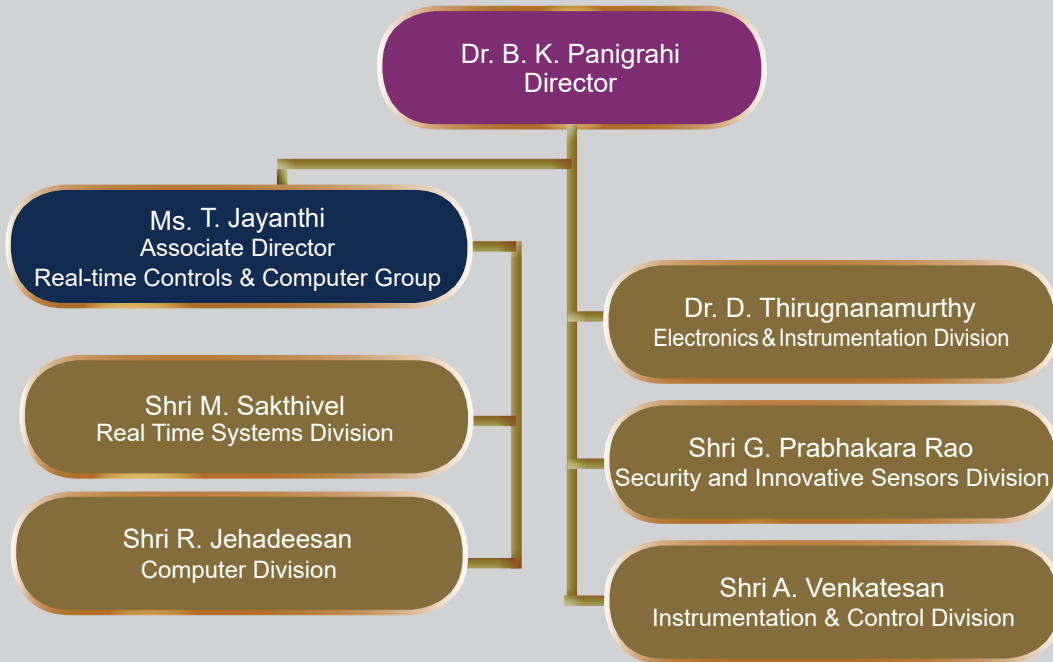 Dr. B. K. Panigrahi
Director
Ms. T. Jayanthi
Associate Director
Real-time Controls & Computer Group
Shri M. Sakthivel
Real Time Systems Division
Shri R. Jehadeesan
Computer Division
Dr. D. Thirugnanamurthy
Electronics & Instrumentation Division
Shri G. Prabhakara Rao
Security and Innovative Sensors Division
Shri A. Venkatesan
Instrumentation & Control Division